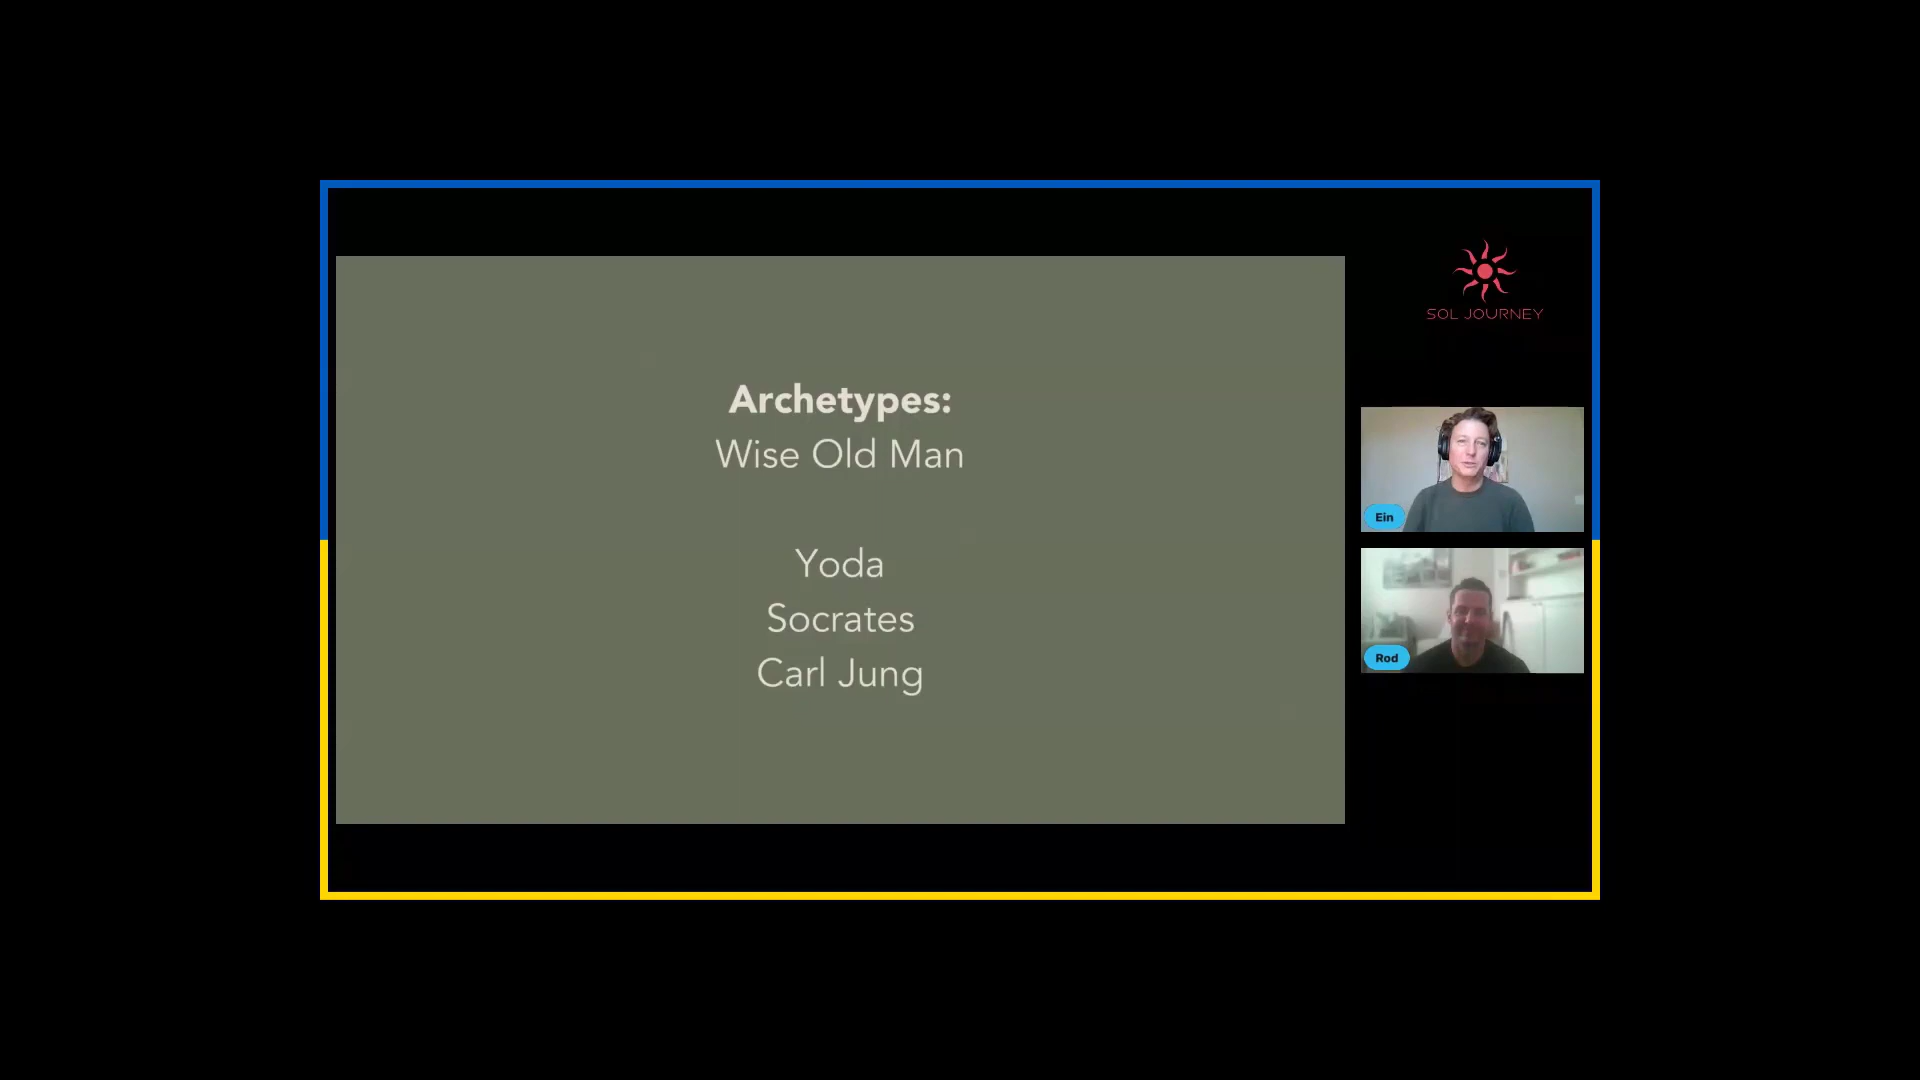 Archetypes:
Wise Old Man
Yoda
Socrates
Carl Jung
SOL JOURNEY
Ein
Rod